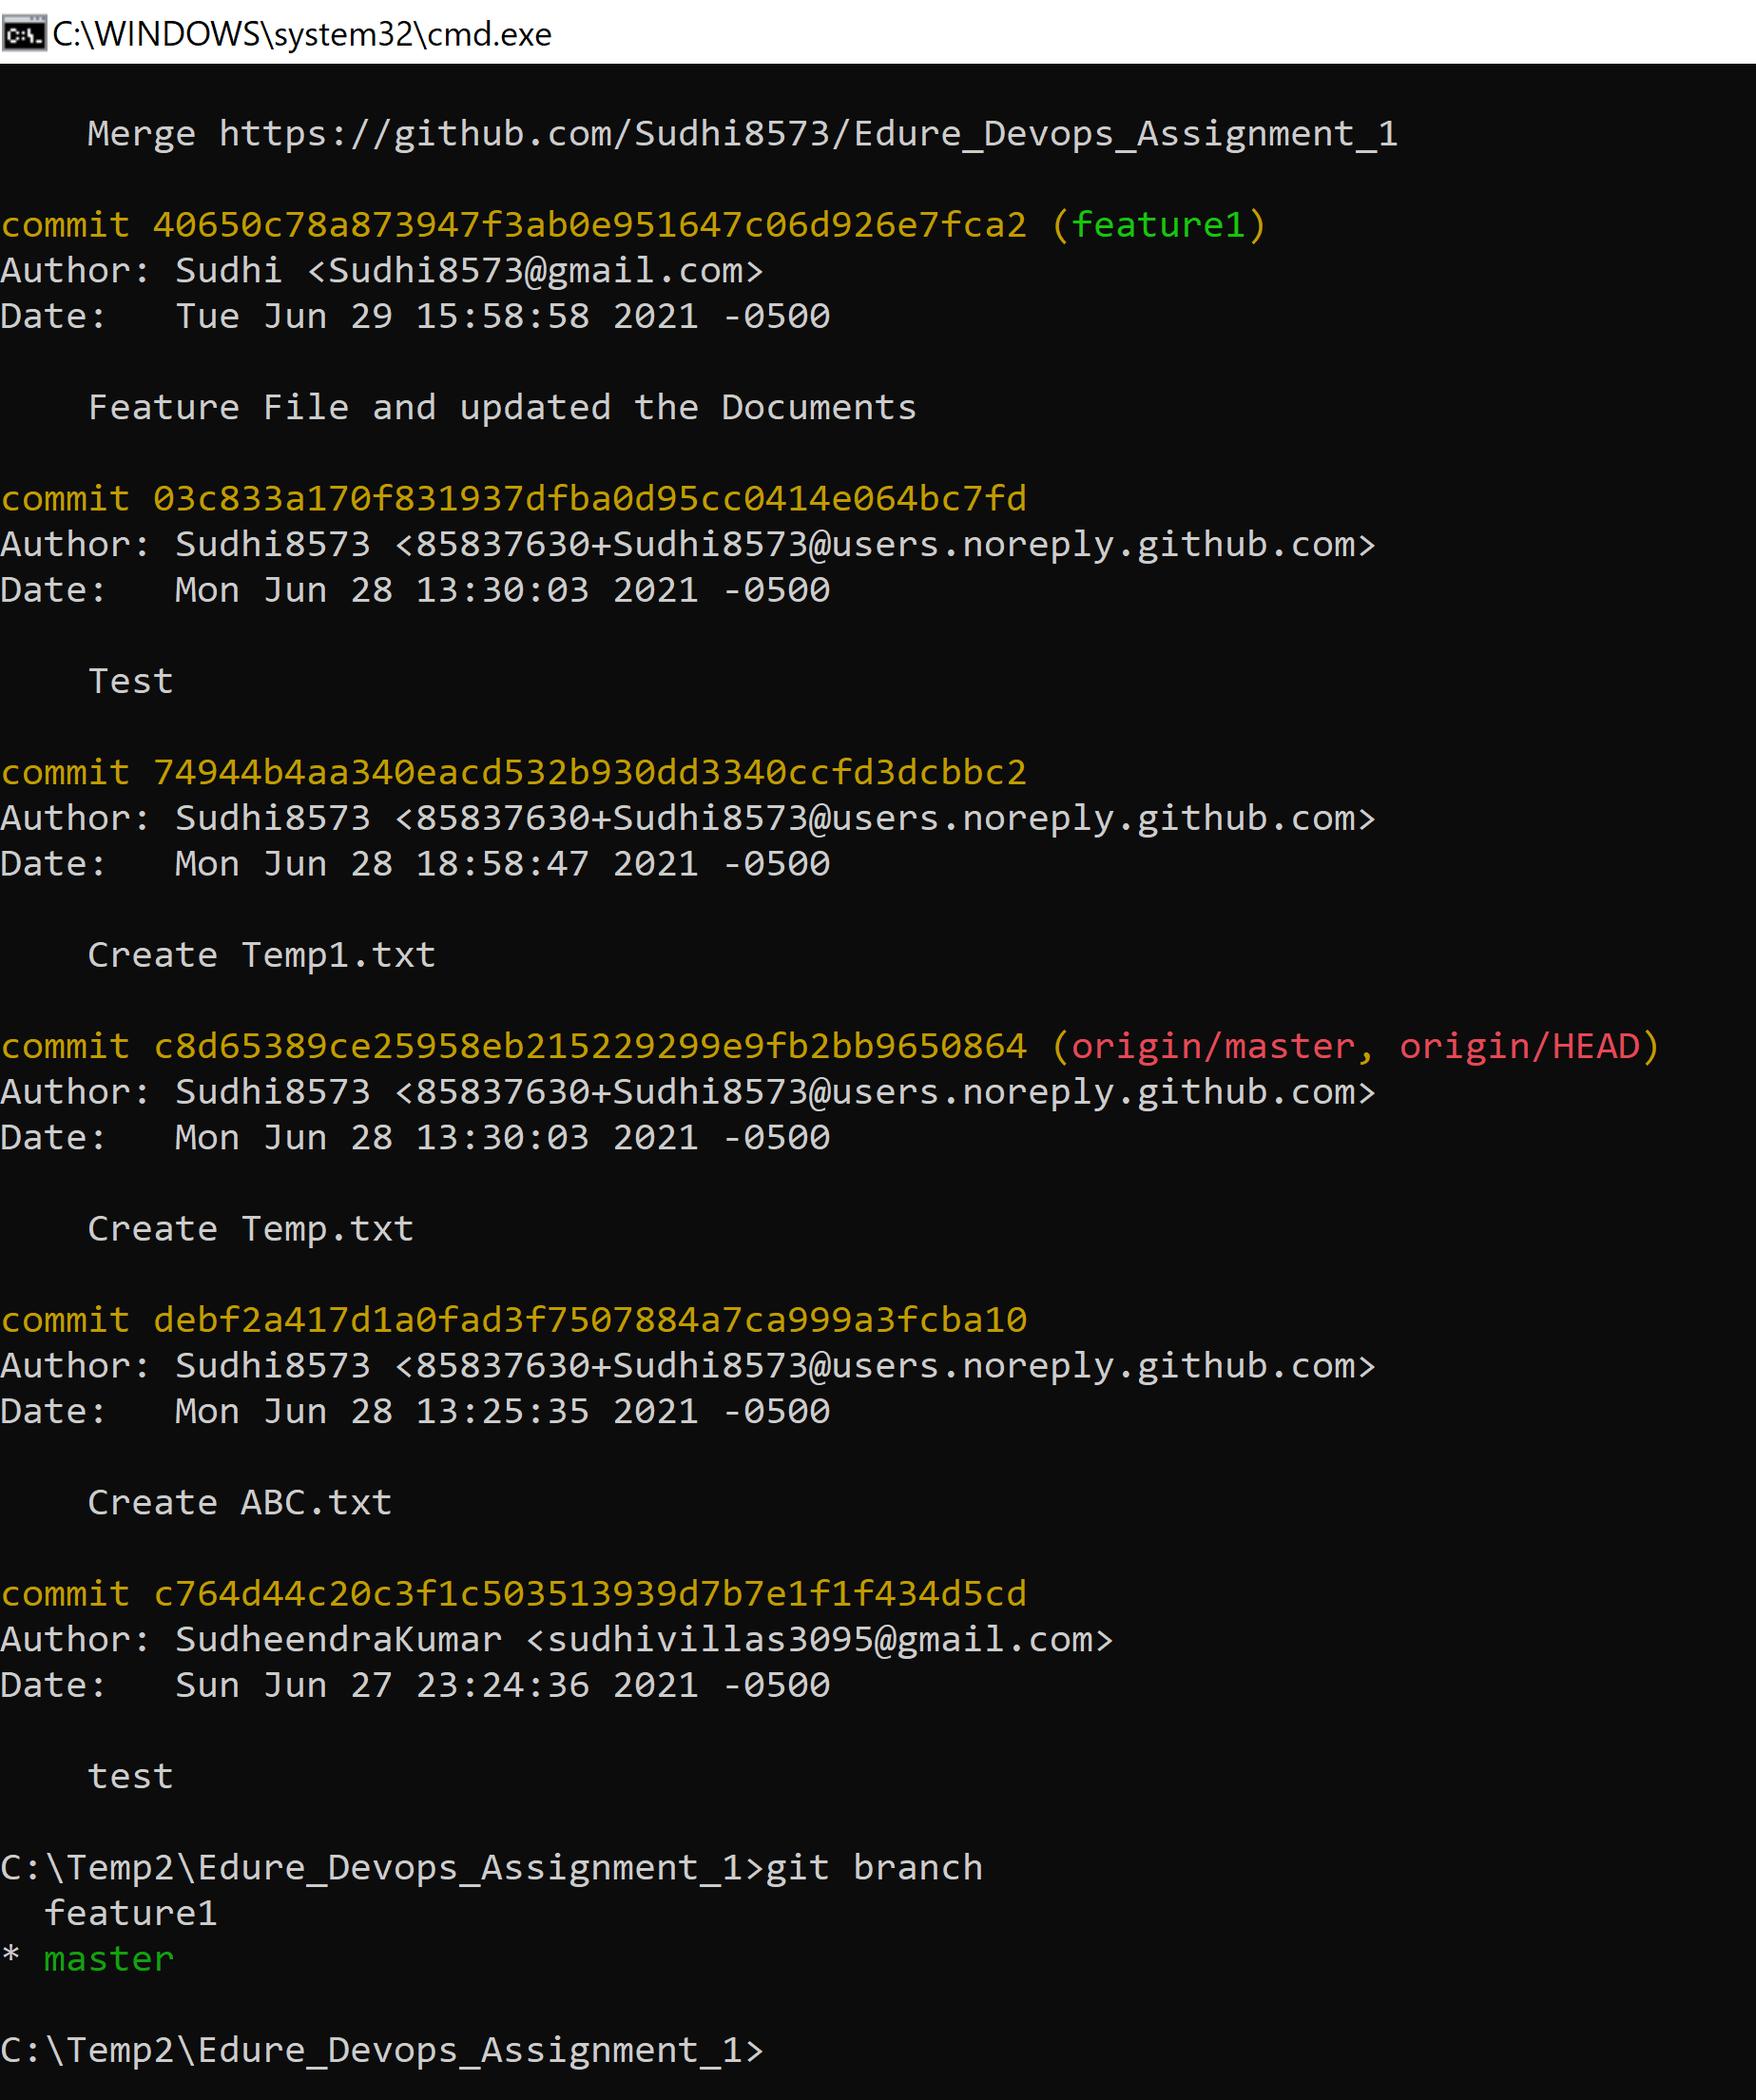 C:\WINDOWS\system32\cmd.exe
Merge https://github.com/Sudhi8573/Edure_Devops_Assignment_1
commit 40650c78a873947f3ab0e951647c06d926e7fca2 (feature1)
Author: Sudhi <Sudhi8573@gmail.com>
Date:   Tue Jun 29 15:58:58 2021 -0500
Feature File and updated the Documents
commit 03c833a170f831937dfba0d95cc0414e064bc7fd
Author: Sudhi8573 <85837630+Sudhi8573@users.noreply.github.com>
Date:   Mon Jun 28 13:30:03 2021 -0500
Test
commit 74944b4aa340eacd532b930dd3340ccfd3dcbbc2
Author: Sudhi8573 <85837630+Sudhi8573@users.noreply.github.com>
Date:   Mon Jun 28 18:58:47 2021 -0500
Create Temp1.txt
commit c8d65389ce25958eb215229299e9fb2bb9650864 (origin/master, origin/HEAD)
Author: Sudhi8573 <85837630+Sudhi8573@users.noreply.github.com>
Date:   Mon Jun 28 13:30:03 2021 -0500
Create Temp.txt
commit debf2a417d1a0fad3f7507884a7ca999a3fcba10
Author: Sudhi8573 <85837630+Sudhi8573@users.noreply.github.com>
Date:   Mon Jun 28 13:25:35 2021 -0500
Create ABC.txt
commit c764d44c20c3f1c503513939d7b7e1f1f434d5cd
Author: SudheendraKumar <sudhivillas3095@gmail.com>
Date:   Sun Jun 27 23:24:36 2021 -0500
test
C:\Temp2\Edure_Devops_Assignment_1>git branch
feature1
* master
C:\Temp2\Edure_Devops_Assignment_1>